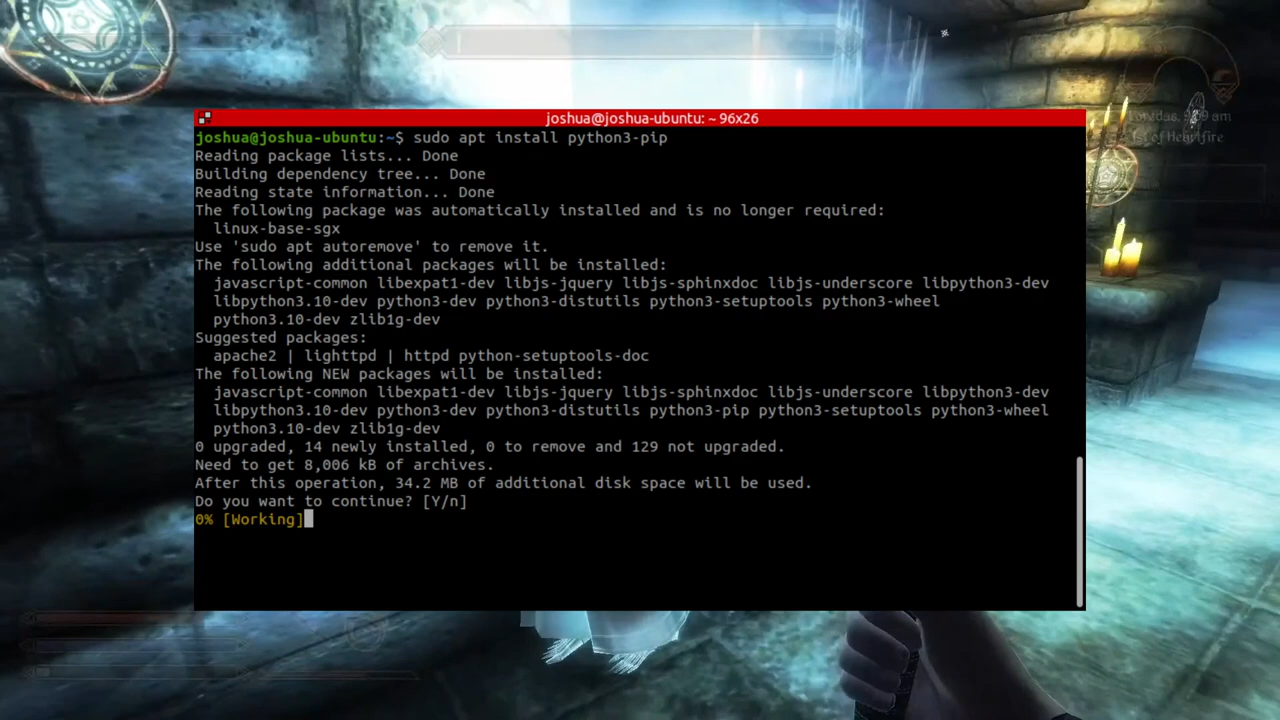 joshua@joshua-ubuntu: ~ 96x26
joshua@joshua-ubuntu:~$ sudo apt install python3-pip
Reading package lists... Done
Building dependency tree... Done
Reading state information... Done
The following package was automatically installed and is no longer required:
linux-base-sgx
Use 'sudo apt autoremove' to remove it.
The following additional packages will be installed:
javascript-common libexpat1-dev libjs-jquery libjs-sphinxdoc libjs-underscore libpython3-dev
libpython3.10-dev python3-dev python3-distutils python3-setuptools python3-wheel
python3.10-dev zlib1g-dev
Suggested packages:
apache2 | lighttpd | httpd python-setuptools-doc
The following NEW packages will be installed:
javascript-common libexpat1-dev libjs-jquery libjs-sphinxdoc libjs-underscore libpython3-dev
libpython3.10-dev python3-dev python3-distutils python3-pip python3-setuptools python3-wheel
python3.10-dev zlib1g-dev
0 upgraded, 14 newly installed, 0 to remove and 129 not upgraded.
Need to get 8,006 kB of archives.
After this operation, 34.2 MB of additional disk space will be used.
Do you want to continue? [Y/n]
0% [Working]
am
1st of Heartfire